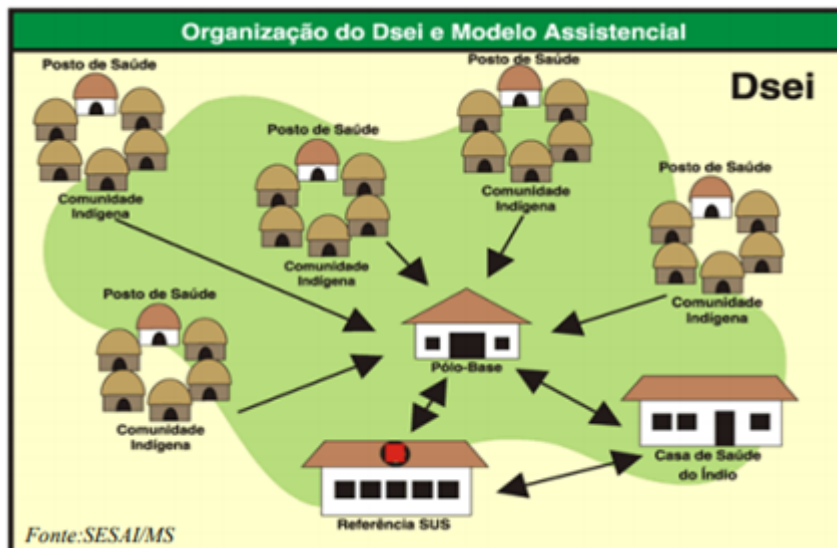 Organização do Dsei e Modelo Assistencial
Dsei
Posto de Saúde
Comunidade
Indígena
Posto de Saúde
Comunidade
Indígena
Posto de Saúde
Comunidade
Indígena
Posto de Saúde
Comunidade
Indígena
Posto de Saúde
Comunidade
Indígena
Pólo-Base
Casa de Saúde
do Índio
Referência SUS
Fonte:SESAI/MS